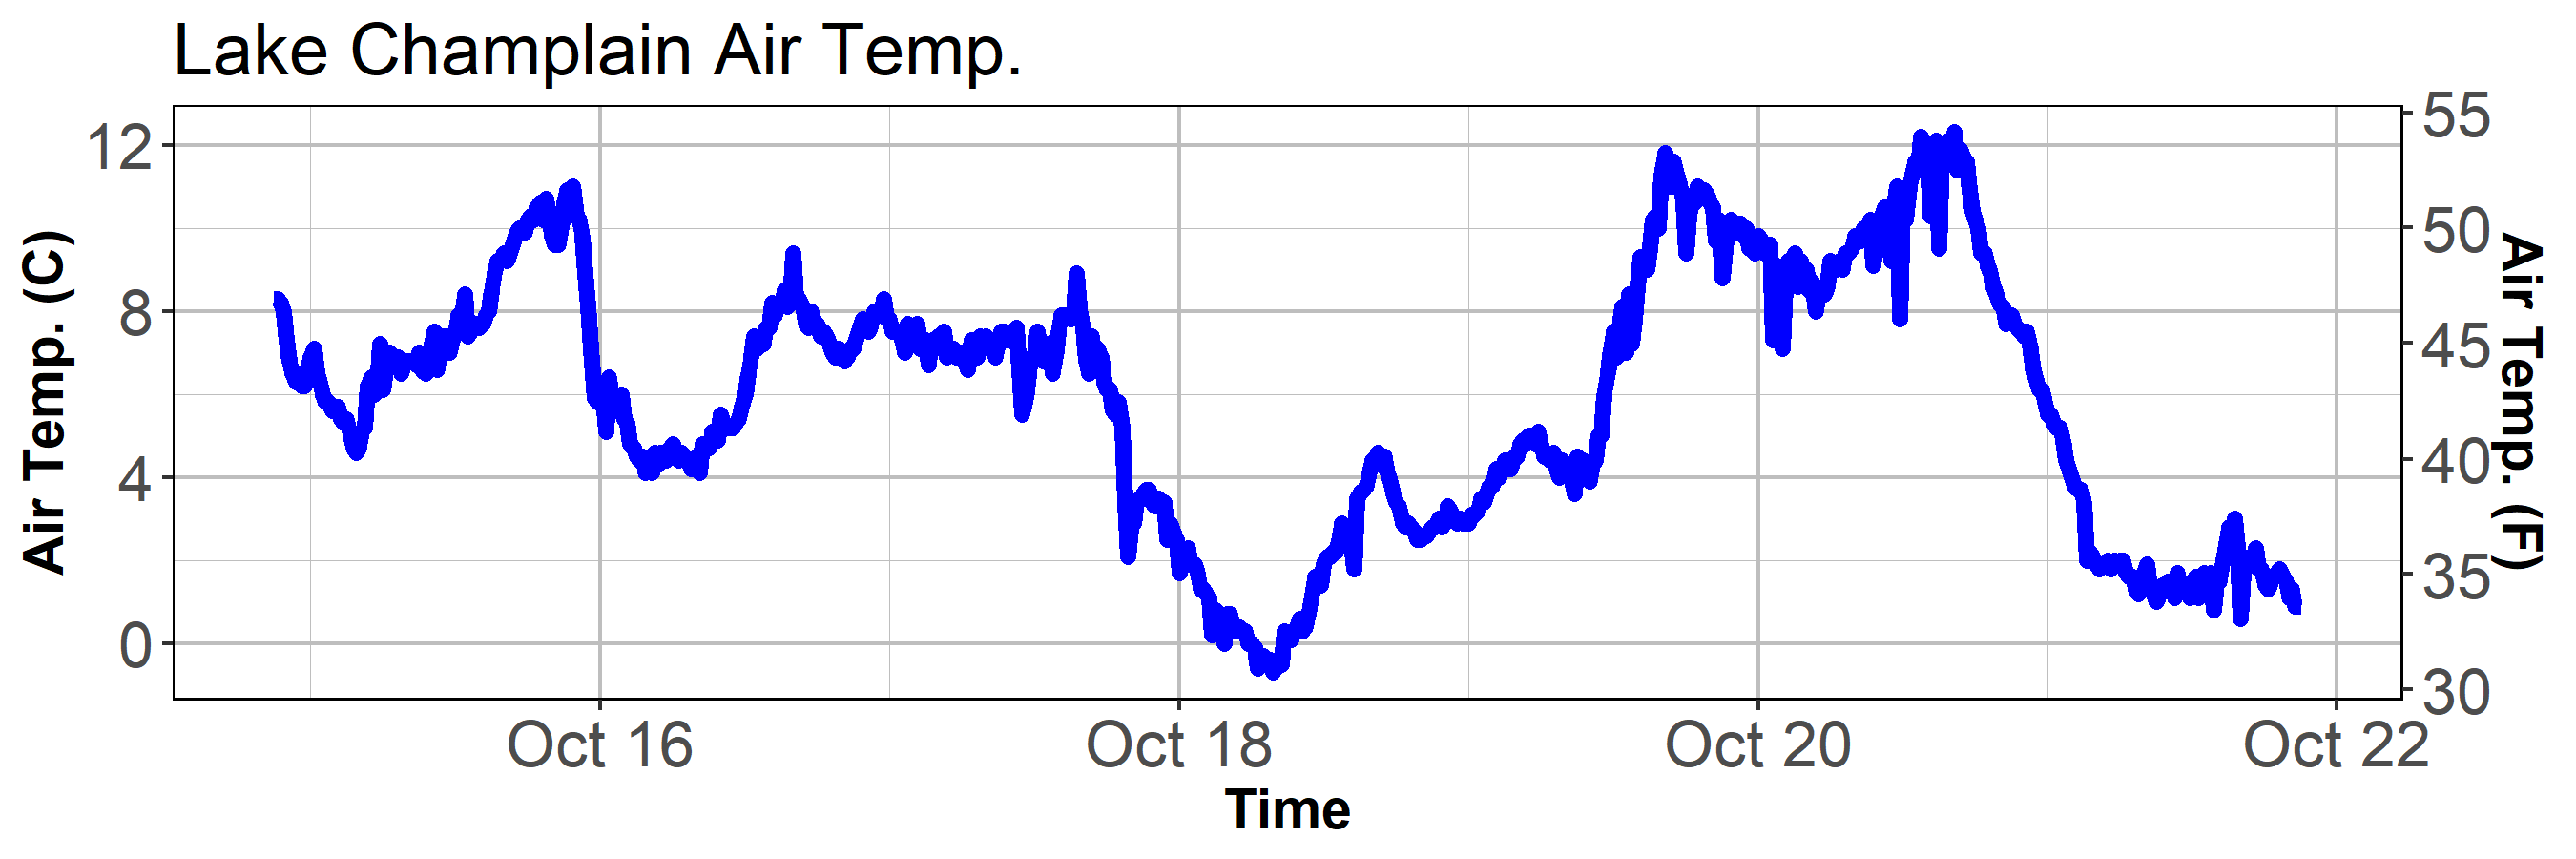 Lake Champlain Air Temp.
Air Temp. (C)
12
8
4
0
55
50
45
40
35
30
Air Temp. (F)
Oct 16
Oct 18
Oct 20
Oct 22
Time